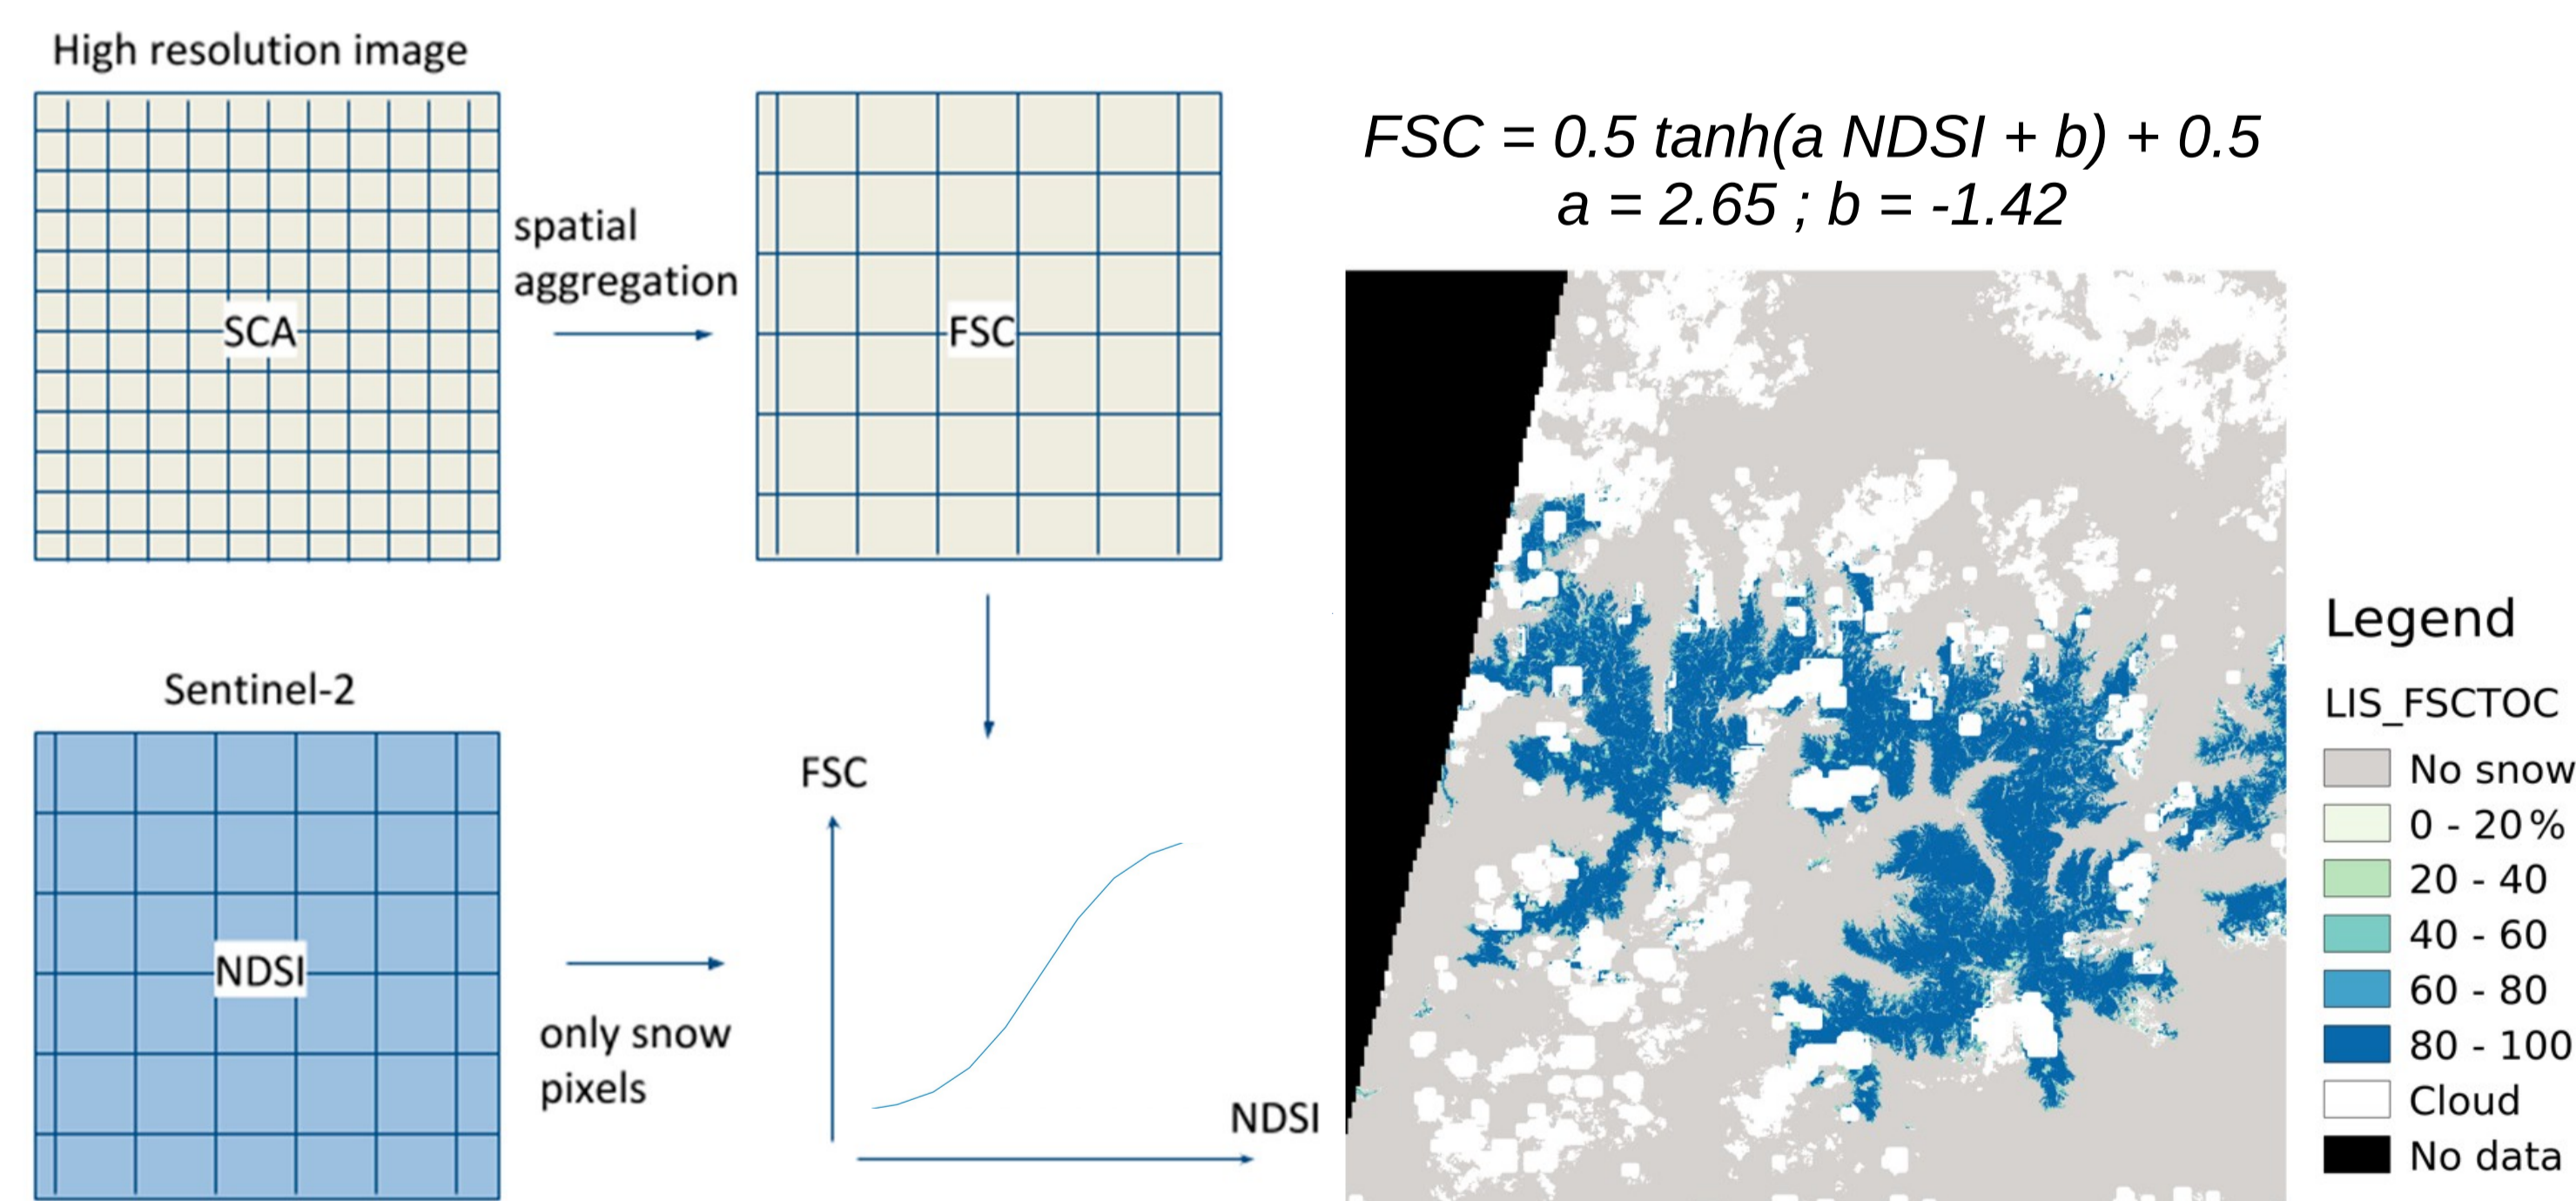 High resolution image
SCA
spatial
aggregation
FSC
Sentinel-2
NDSI
only snow
pixels
FSC
NDSI
FSC = 0.5 tanh(a NDSI + b) + 0.5
a = 2.65 ; b = -1.42
Legend
LIS_FSCTOC
No snow
0 - 20%
20 - 40
40 - 60
60 - 80
80 - 100
Cloud
No data